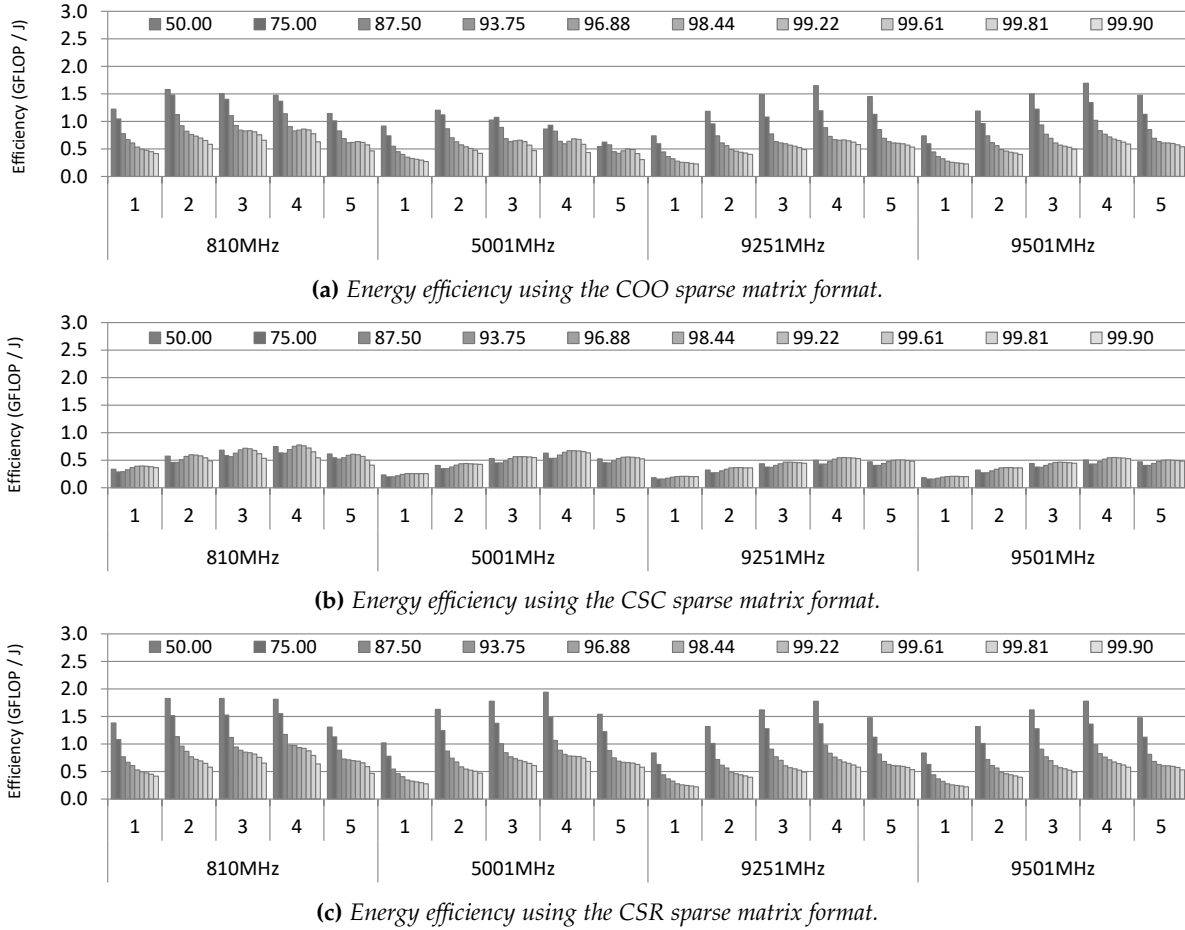 3.0
50.00 75.00 87.50 93.75 96.88 98.44 99.22 99.61 99.81 99.90
2.5
2.0
1.5
1.0
0.5
0.0
Efficiency (GFLOP / J)
1 2 3 4 5 1 2 3 4 5 1 2 3 4 5 1 2 3 4 5
810MHz 5001MHz 9251MHz 9501MHz
(a) Energy efficiency using the COO sparse matrix format.
3.0
50.00 75.00 87.50 93.75 96.88 98.44 99.22 99.61 99.81 99.90
2.5
2.0
1.5
1.0
0.5
0.0
Efficiency (GFLOP / J)
1 2 3 4 5 1 2 3 4 5 1 2 3 4 5 1 2 3 4 5
810MHz 5001MHz 9251MHz 9501MHz
(b) Energy efficiency using the CSC sparse matrix format.
3.0
50.00 75.00 87.50 93.75 96.88 98.44 99.22 99.61 99.81 99.90
2.5
2.0
1.5
1.0
0.5
0.0
Efficiency (GFLOP / J)
1 2 3 4 5 1 2 3 4 5 1 2 3 4 5 1 2 3 4 5
810MHz 5001MHz 9251MHz 9501MHz
(c) Energy efficiency using the CSR sparse matrix format.